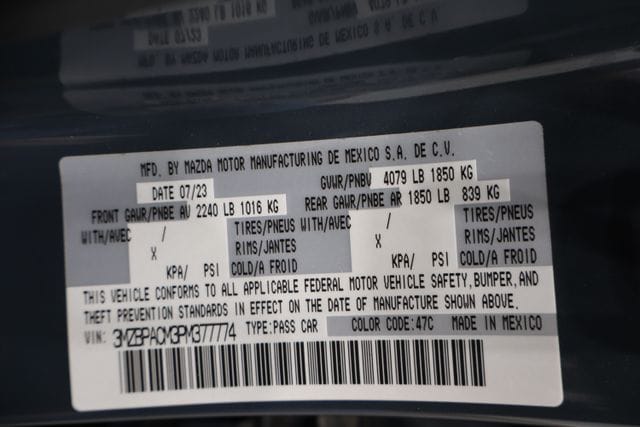 MFD. BY MAZDA MOTOR MANUFACTURING DE MEXICO S.A. DE C.V.
DATE 07/23 GVWR/PNBV 4079 LB 1850 KG
FRONT GAWR/PNBE AV 2240 LB 1016 KG REAR GAWR/PNBE AR 1850 LB 839 KG
WITH/AVEC / TIRES/PNEUS WITH/AVEC / TIRES/PNEUS
X RIMS/JANTES X RIMS/JANTES
KPA/ PSI COLD/A FROID KPA/ PSI COLD/A FROID
THIS VEHICLE CONFORMS TO ALL APPLICABLE FEDERAL MOTOR VEHICLE SAFETY, BUMPER, AND
THEFT PREVENTION STANDARDS IN EFFECT ON THE DATE OF MANUFACTURE SHOWN ABOVE.
VIN: 3MZBPACM3PM377774 TYPE:PASS CAR COLOR CODE:47C MADE IN MEXICO